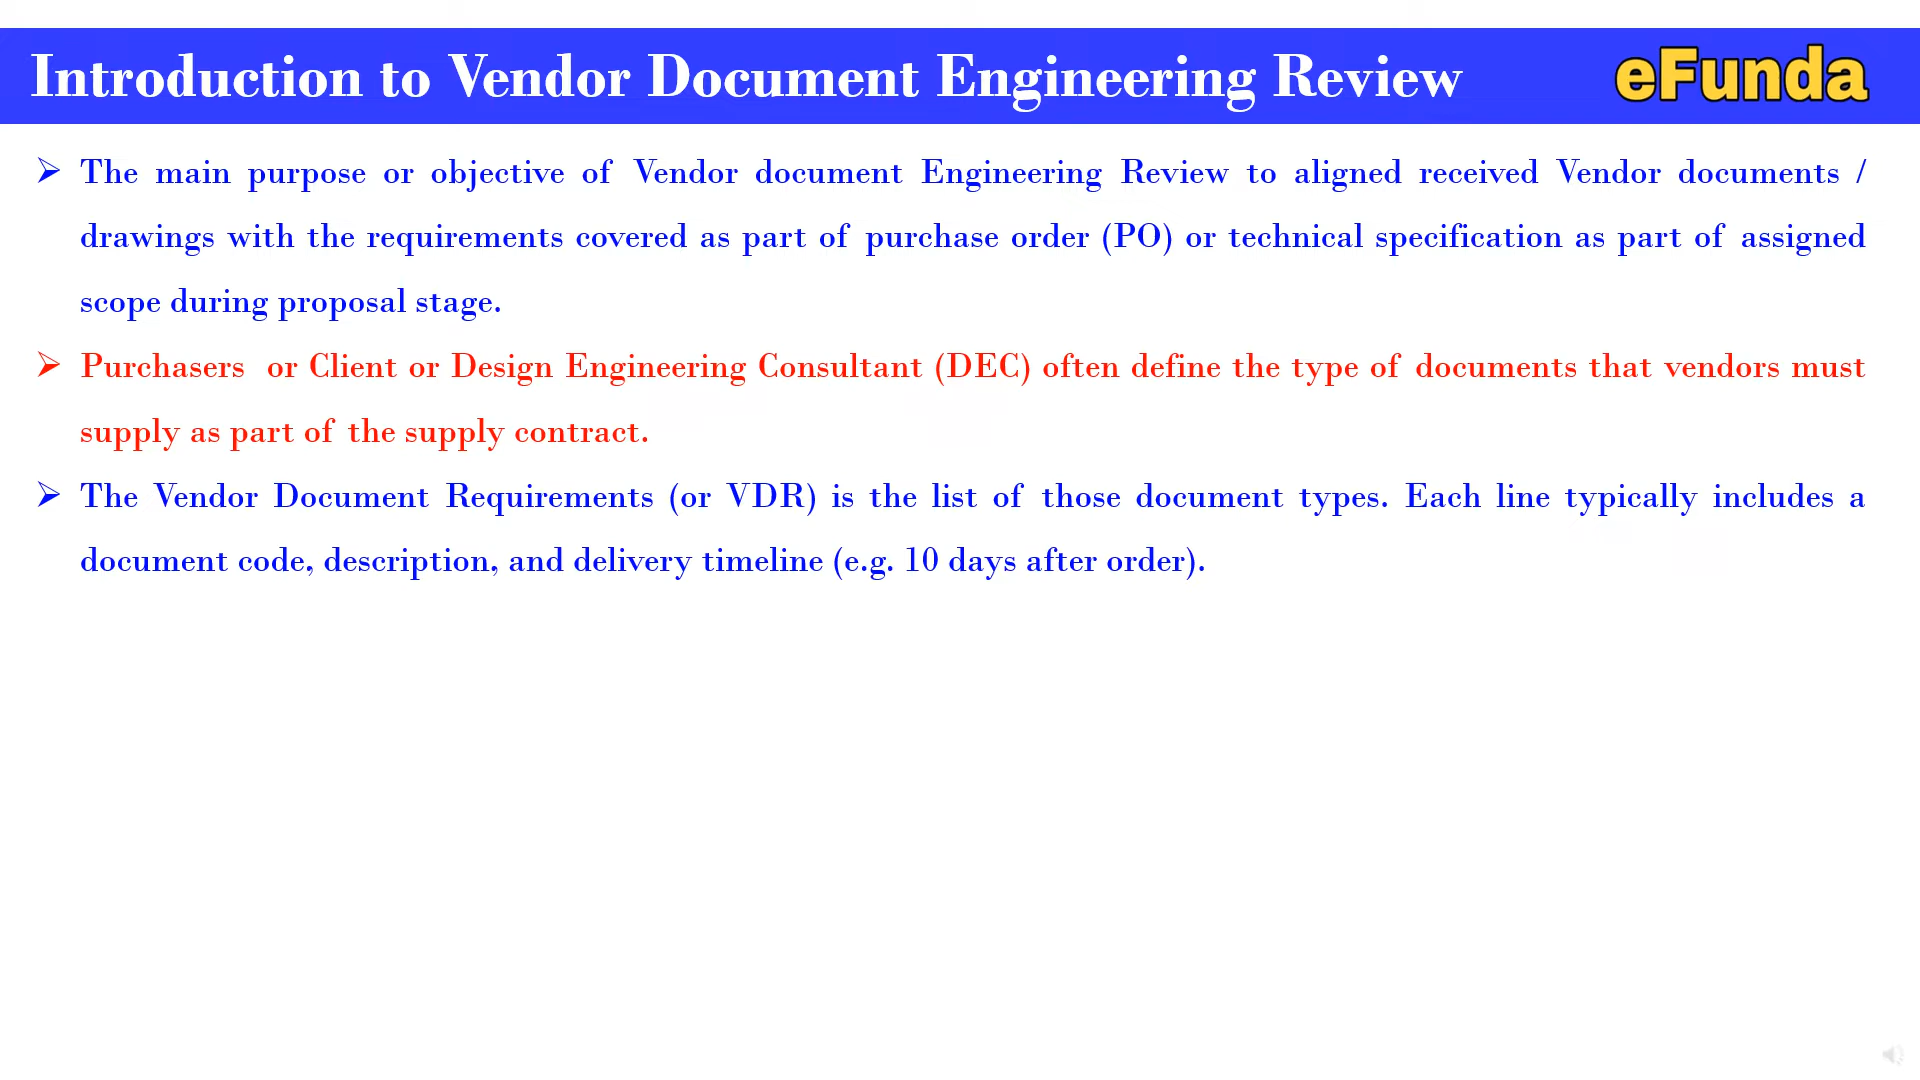 Introduction to Vendor Document Engineering Review
eFunda
The main purpose or objective of Vendor document Engineering Review to aligned received Vendor documents /
drawings with the requirements covered as part of purchase order (PO) or technical specification as part of assigned
scope during proposal stage.
Purchasers or Client or Design Engineering Consultant (DEC) often define the type of documents that vendors must
supply as part of the supply contract.
The Vendor Document Requirements (or VDR) is the list of those document types. Each line typically includes a
document code, description, and delivery timeline (e.g. 10 days after order).